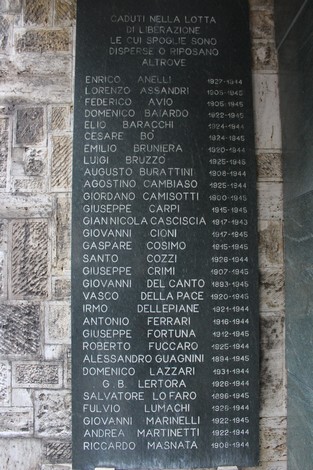 CADUTI NELLA LOTTA
DI LIBERAZIONE
LE CUI SPOGLIE SONO
DISPERSE O RIPOSANO
ALTROVE
ENRICO ANELLI 1927-1944
LORENZO ASSANDRI 1905-1945
FEDERICO AVIO 1905-1945
DOMENICO BAIARDO 1922-1945
ELIO BARACCHI 1924-1944
CESARE BO 1924-1945
EMILIO BRUNIERA 1920-1944
LUIGI BRUZZO 1925-1945
AUGUSTO BURATTINI 1908-1944
AGOSTINO CAMBIASO 1925-1944
GIORDANO CAMISOTTI 1900-1945
GIUSEPPE CARPI 1915-1945
GIANNICOLA CASCISCIA 1917-1943
GIOVANNI CIONI 1917-1945
GASPARE COSIMO 1915-1945
SANTO COZZI 1926-1944
GIUSEPPE CRIMI 1907-1945
GIOVANNI DEL CANTO 1893-1945
VASCO DELLA PACE 1920-1945
IRMO DELLEPIANE 1921-1944
ANTONIO FERRARI 1916-1944
GIUSEPPE FORTUNA 1912-1945
ROBERTO FUCCARO 1925-1944
ALESSANDRO GUAGNINI 1894-1945
DOMENICO LAZZARI 1931-1944
G.B. LERTORA 1926-1944
SALVATORE LO FARO 1896-1945
FULVIO LUMACHI 1926-1944
GIOVANNI MARINELLI 1922-1945
ANDREA MARTINETTI 1922-1944
RICCARDO MASNATA 1908-1944